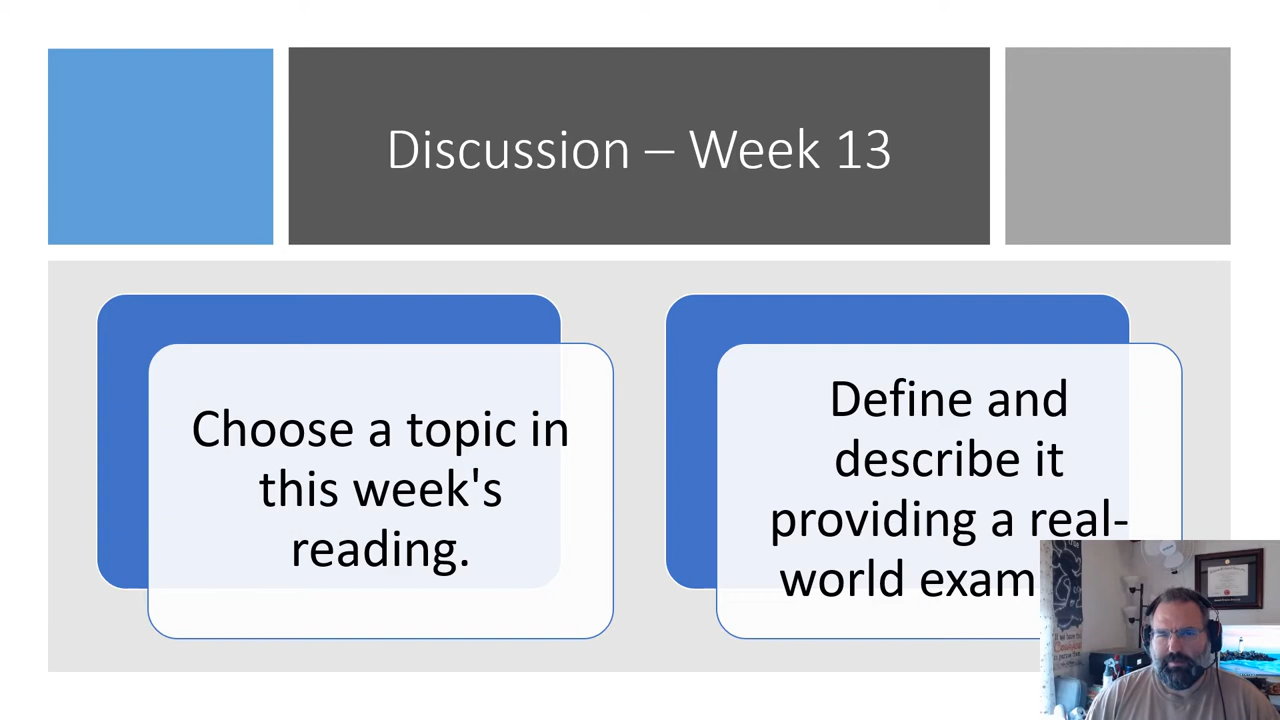 Discussion – Week 13
Choose a topic in
this week's
reading.
Define and
describe it
providing a real-
world exam